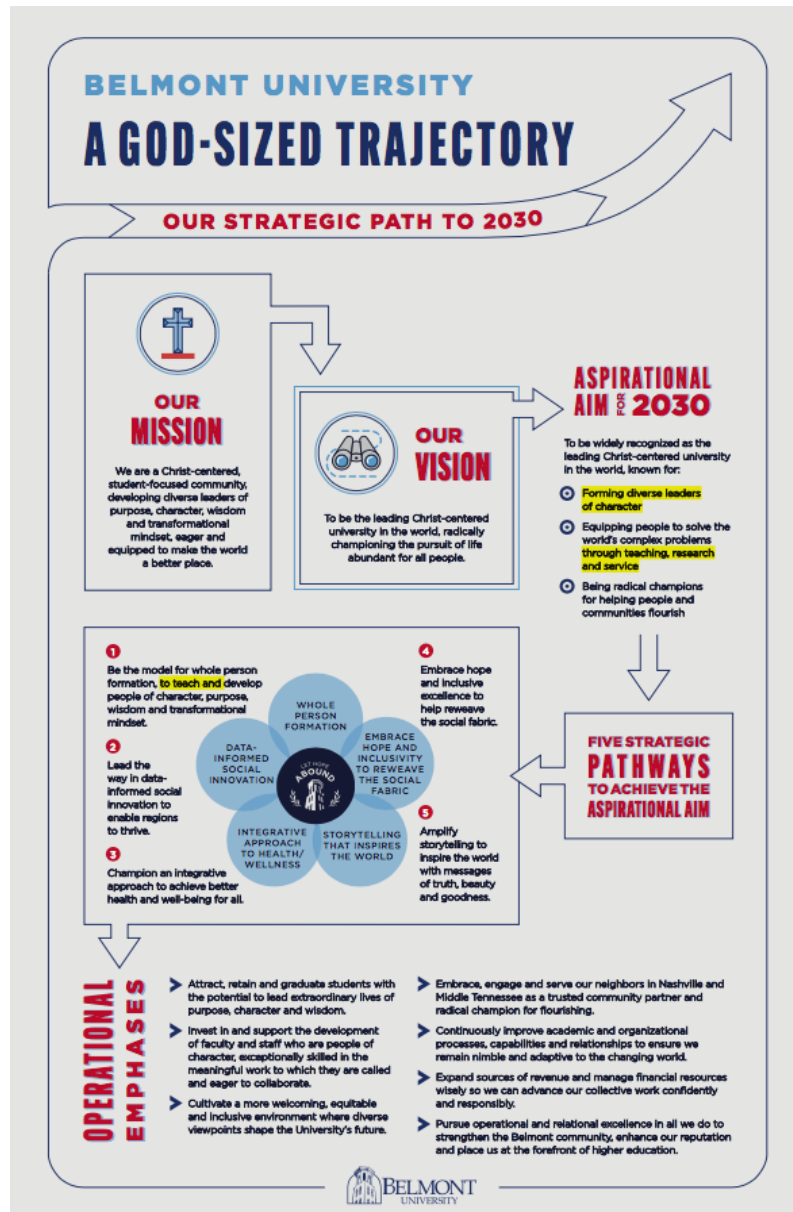 BELMONT UNIVERSITY
A GOD-SIZED TRAJECTORY
OUR STRATEGIC PATH TO 2030
OUR
MISSION
We are a Christ-centered,
student-focused community,
developing diverse leaders of
purpose, character, wisdom
and transformational
mindset, eager and
equipped to make the world
a better place.
OUR
VISION
To be the leading Christ-centered
university in the world, radically
championing the pursuit of life
abundant for all people.
ASPIRATIONAL
AIM FOR 2030
To be widely recognized as the
leading Christ-centered university
in the world, known for:
Forming diverse leaders
of character
Equipping people to solve the
world's complex problems
through teaching, research
and service
Being radical champions
for helping people and
communities flourish
FIVE STRATEGIC
PATHWAYS
TO ACHIEVE THE
ASPIRATIONAL AIM
1
Be the model for whole person
formation, to teach and develop
people of character, purpose,
wisdom and transformational
mindset.
2
Lead the
way in data-
informed social
innovation to
enable regions
to thrive.
3
Champion an integrative
approach to achieve better
health and well-being for all.
WHOLE
PERSON
FORMATION
DATA-
INFORMED
SOCIAL
INNOVATION
EMBRACE
HOPE AND
INCLUSIVITY
TO REWEAVE
THE SOCIAL
FABRIC
LET HOPE
ABOUND
INTEGRATIVE
APPROACH
TO HEALTH/
WELLNESS
STORYTELLING
THAT INSPIRES
THE WORLD
4
Embrace hope
and inclusive
excellence to
help reweave
the social fabric.
5
Amplify
storytelling to
inspire the world
with messages
of truth, beauty
and goodness.
OPERATIONAL
EMPHASES
Attract, retain and graduate students with
the potential to lead extraordinary lives of
purpose, character and wisdom.
Invest in and support the development
of faculty and staff who are people of
character, exceptionally skilled in the
meaningful work to which they are called
and eager to collaborate.
Cultivate a more welcoming, equitable
and inclusive environment where diverse
viewpoints shape the University's future.
Embrace, engage and serve our neighbors in Nashville and
Middle Tennessee as a trusted community partner and
radical champion for flourishing.
Continuously improve academic and organizational
processes, capabilities and relationships to ensure we
remain nimble and adaptive to the changing world.
Expand sources of revenue and manage financial resources
wisely so we can advance our collective work confidently
and responsibly.
Pursue operational and relational excellence in all we do to
strengthen the Belmont community, enhance our reputation
and place us at the forefront of higher education.
BELMONT
UNIVERSITY